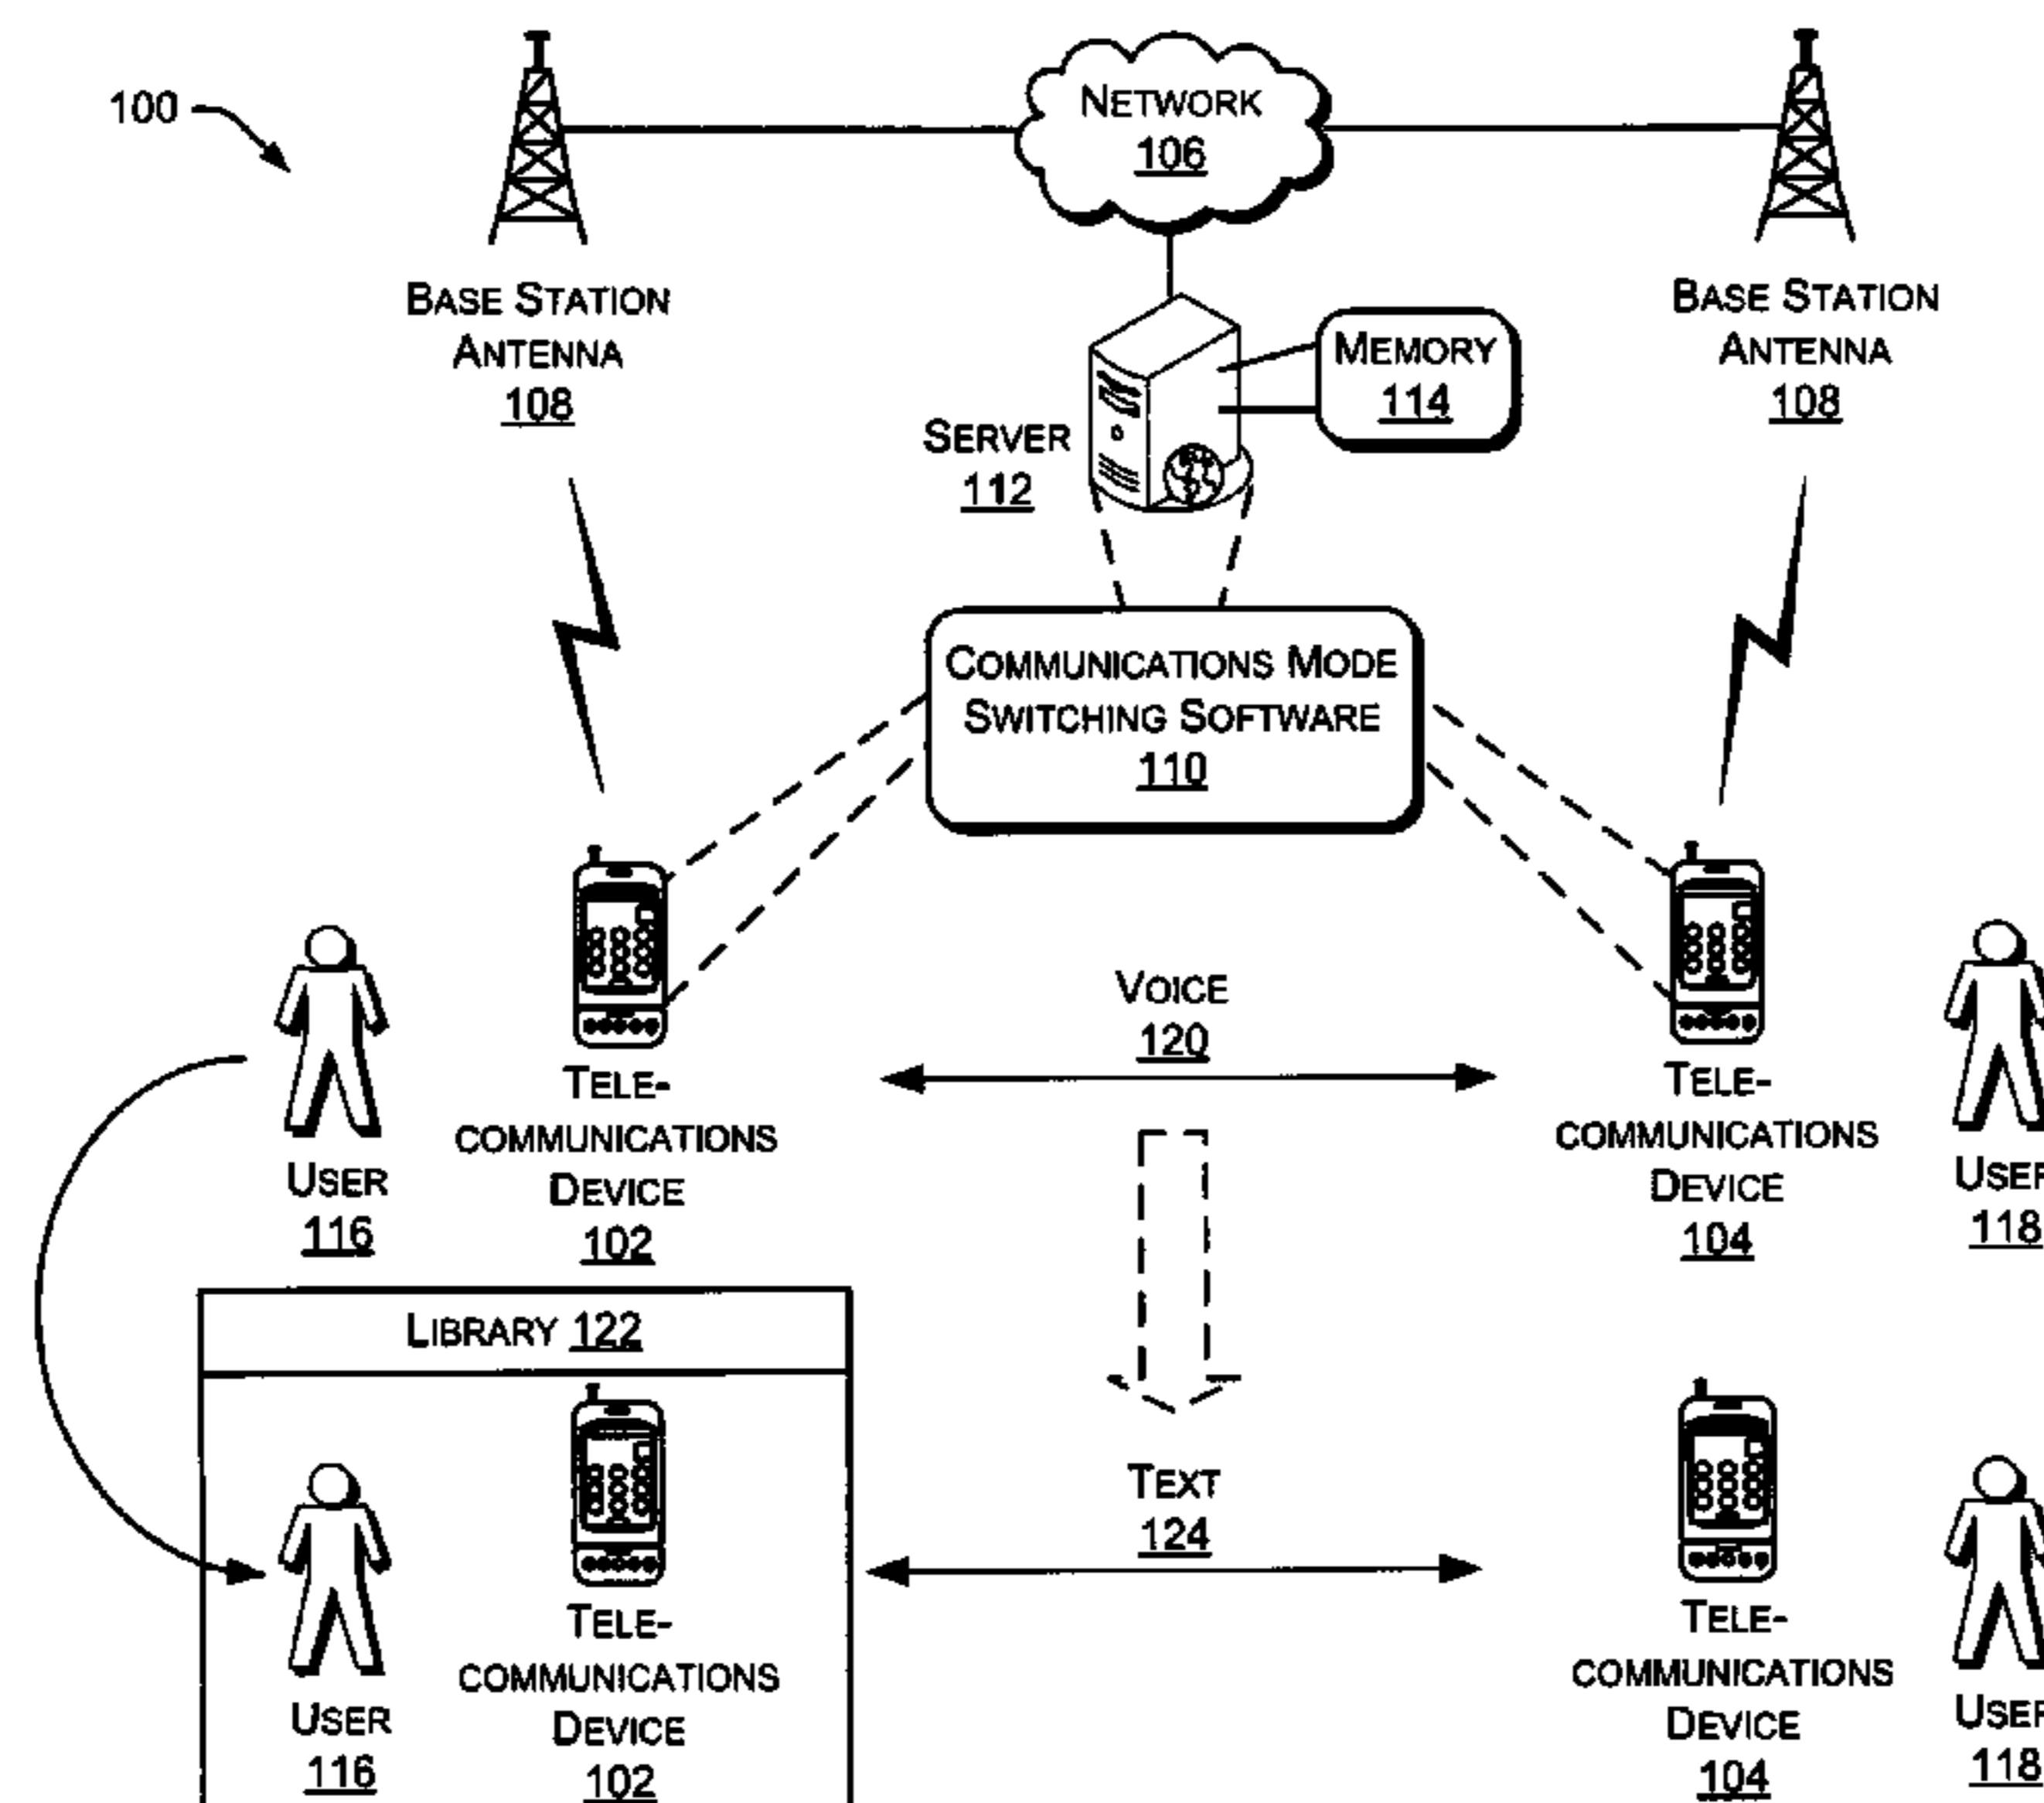 100
NETWORK
106
BASE STATION
ANTENNA
108
BASE STATION
ANTENNA
108
MEMORY
114
SERVER
112
COMMUNICATIONS MODE
SWITCHING SOFTWARE
110
VOICE
120
USER
116
TELE-
COMMUNICATIONS
DEVICE
102
TELE-
COMMUNICATIONS
DEVICE
104
USER
118
LIBRARY 122
TEXT
124
USER
116
TELE-
COMMUNICATIONS
DEVICE
102
TELE-
COMMUNICATIONS
DEVICE
104
USER
118